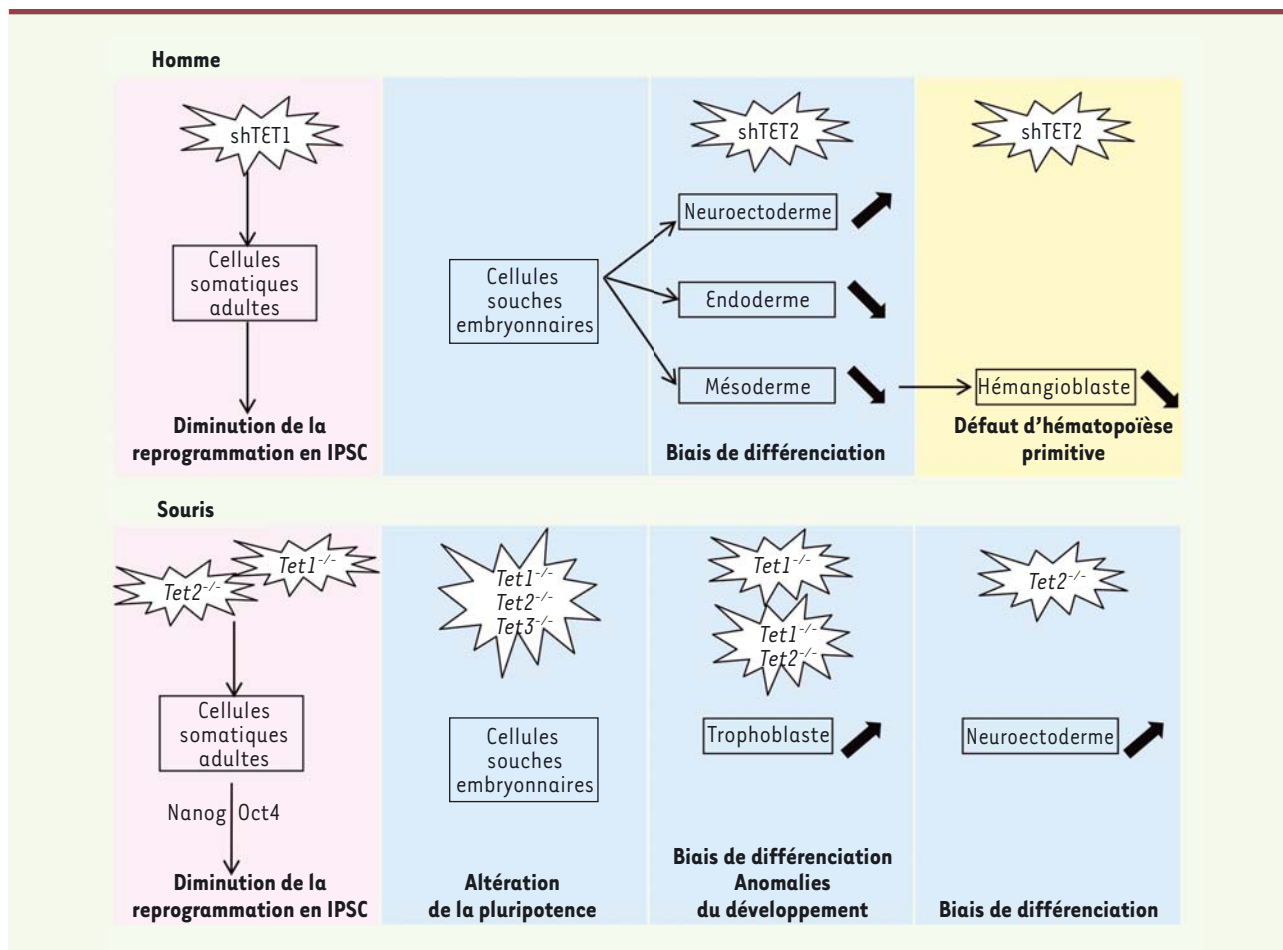 Homme
shTET1
Cellules
somatiques
adultes
Diminution de la
reprogrammation en IPSC
Cellules
souches
embryonnaires
shTET2
Neuroectoderme
Endoderme
Mésoderme
Biais de différenciation
shTET2
Hémangioblaste
Défaut d'hématopoïèse
primitive
Souris
Tet2-/-
Tet1-/-
Cellules
somatiques
adultes
Nanog Oct4
Diminution de la
reprogrammation en IPSC
Tet1-/-
Tet2-/-
Tet3-/-
Cellules
souches
embryonnaires
Altération
de la pluripotence
Tet1-/-
Tet1-/-
Tet2-/-
Trophoblaste
Biais de différenciation
Anomalies
du développement
Tet2-/-
Neuroectoderme
Biais de différenciation